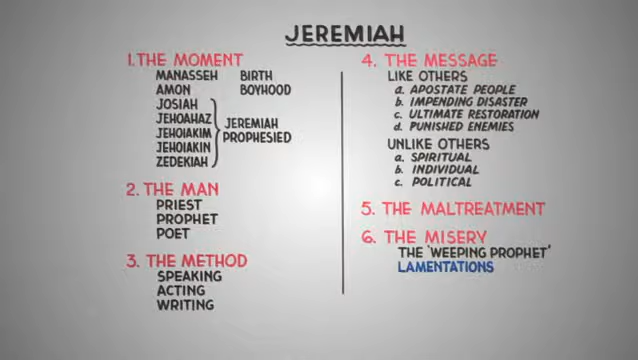 JEREMIAH
1. THE MOMENT
MANASSEH BIRTH
AMON BOYHOOD
JOSIAH
JEHOAHAZ
JEHOIAKIM
JEHOIAKIN
ZEDEKIAH
JEREMIAH
PROPHESIED
2. THE MAN
PRIEST
PROPHET
POET
3. THE METHOD
SPEAKING
ACTING
WRITING
4. THE MESSAGE
LIKE OTHERS
a. APOSTATE PEOPLE
b. IMPENDING DISASTER
c. ULTIMATE RESTORATION
d. PUNISHED ENEMIES
UNLIKE OTHERS
a. SPIRITUAL
b. INDIVIDUAL
c. POLITICAL
5. THE MALTREATMENT
6. THE MISERY
THE 'WEEPING PROPHET'
LAMENTATIONS